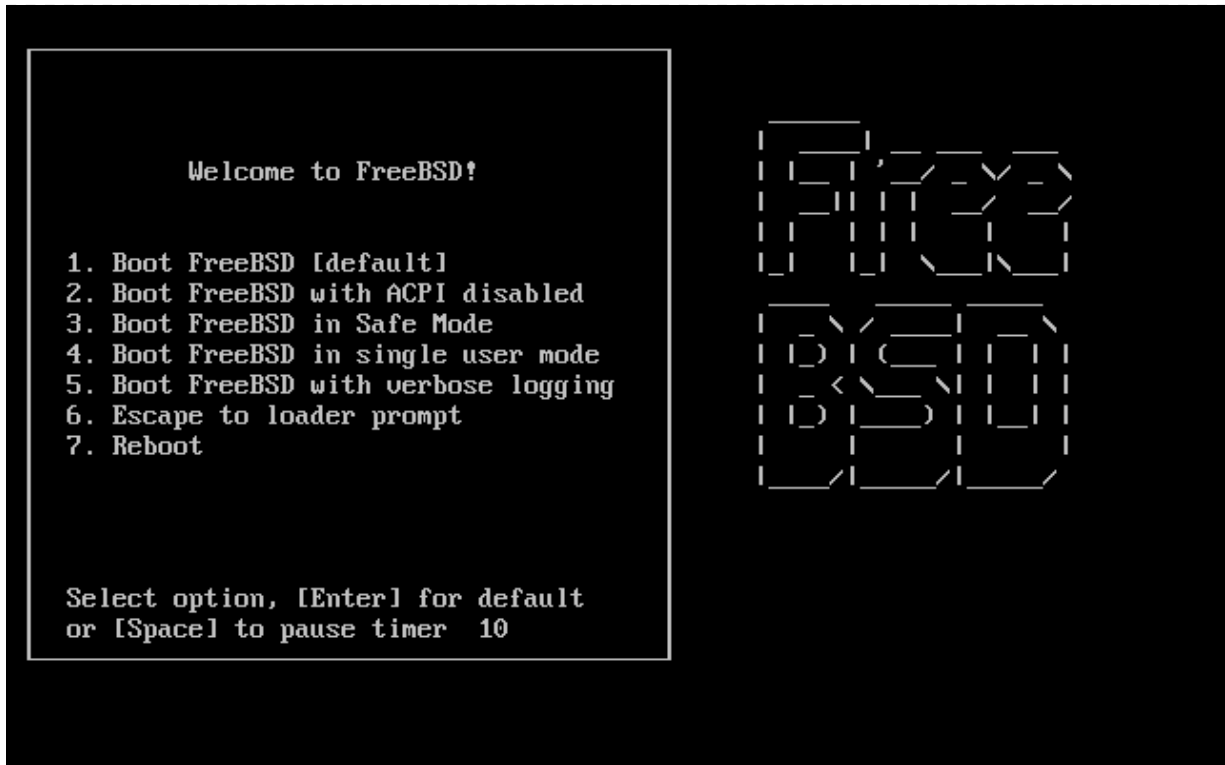 Welcome to FreeBSD!
1. Boot FreeBSD [default]
2. Boot FreeBSD with ACPI disabled
3. Boot FreeBSD in Safe Mode
4. Boot FreeBSD in single user mode
5. Boot FreeBSD with verbose logging
6. Escape to loader prompt
7. Reboot
Select option, [Enter] for default
or [Space] to pause timer  10
Free
BSD